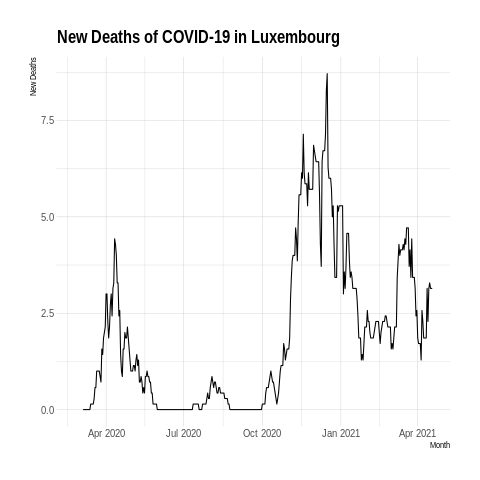 New Deaths of COVID-19 in Luxembourg
New Deaths
7.5
5.0
2.5
0.0
Apr 2020 Jul 2020 Oct 2020 Jan 2021 Apr 2021
Month